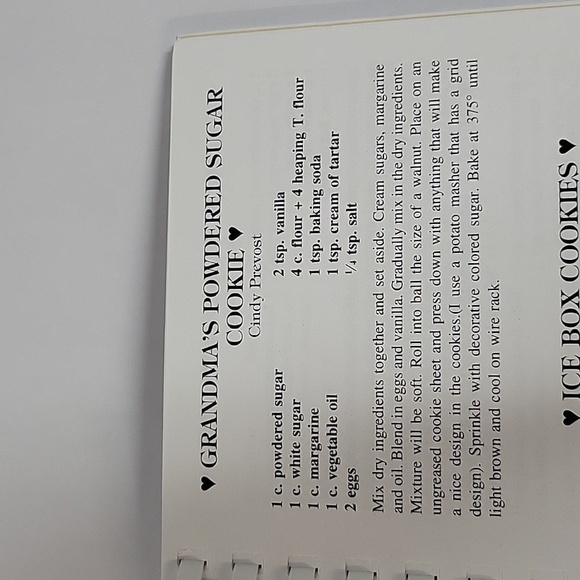 ♥ GRANDMA'S POWDERED SUGAR
COOKIE ♥
Cindy Prevost
1 c. powdered sugar
1 c. white sugar
1 c. margarine
1 c. vegetable oil
2 eggs
2 tsp. vanilla
4 c. flour + 4 heaping T. flour
1 tsp. baking soda
1 tsp. cream of tartar
¼ tsp. salt
Mix dry ingredients together and set aside. Cream sugars, margarine
and oil. Blend in eggs and vanilla. Gradually mix in the dry ingredients.
Mixture will be soft. Roll into ball the size of a walnut. Place on an
ungreased cookie sheet and press down with anything that will make
a nice design in the cookies.(I use a potato masher that has a grid
design). Sprinkle with decorative colored sugar. Bake at 375° until
light brown and cool on wire rack.
♥ ICE BOX COOKIES ♥